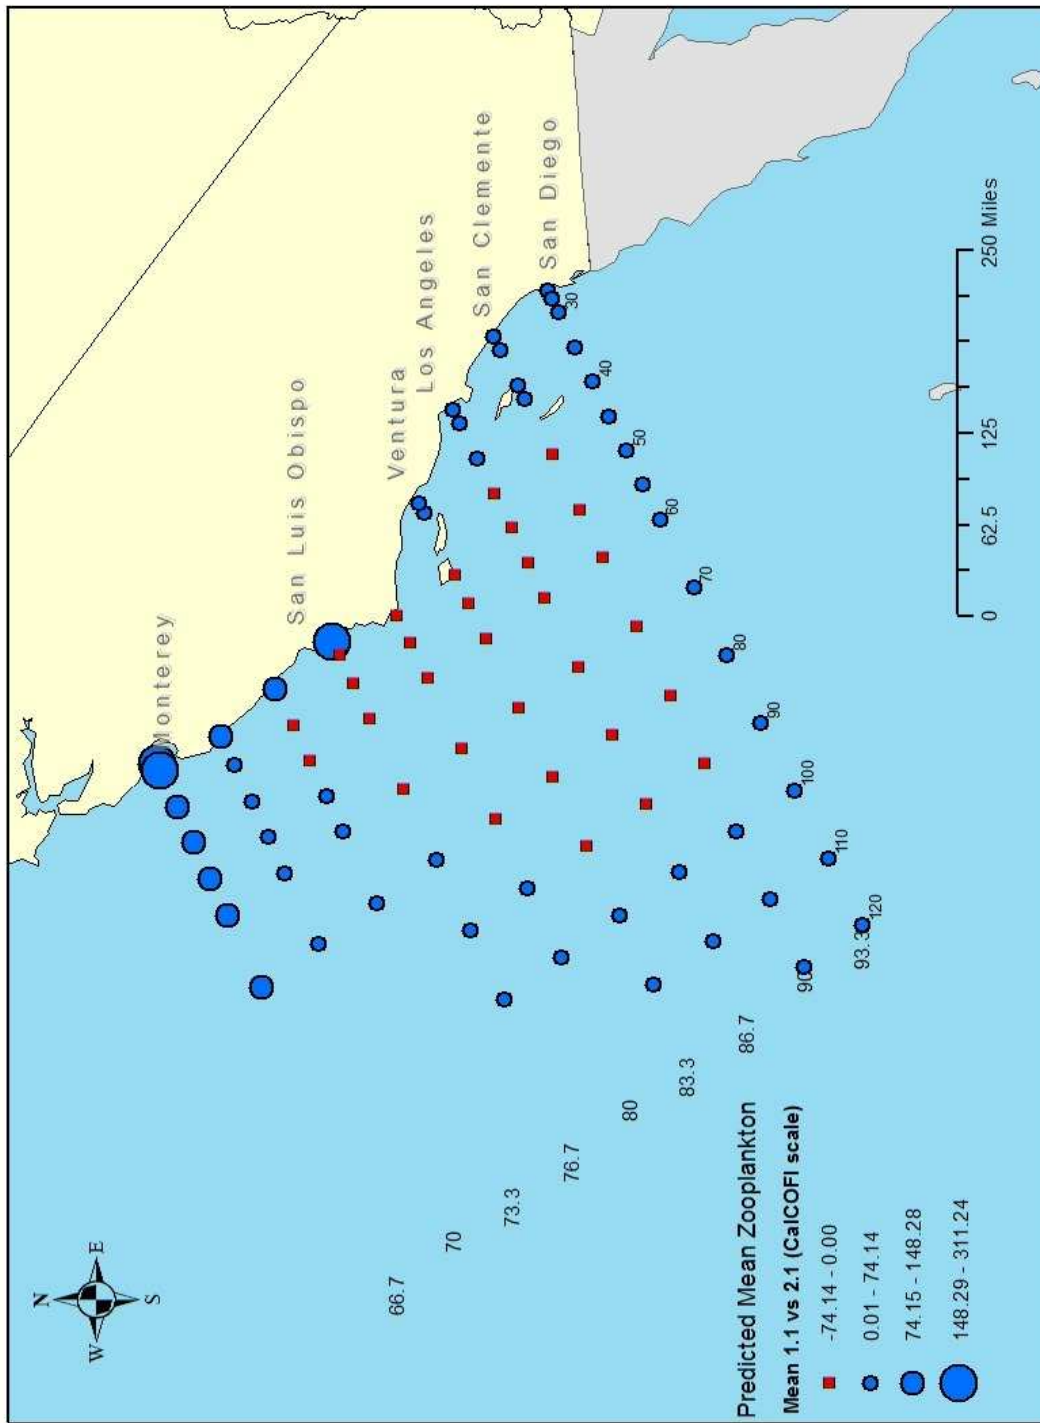 N
W
E
S
Monterey
San Luis Obispo
Ventura
Los Angeles
San Clemente
San Diego
30
40
50
60
70
80
90
100
110
120
66.7
70
73.3
76.7
80
83.3
86.7
90
93.3
Predicted Mean Zooplankton
Mean 1.1 vs 2.1 (CalCOFI scale)
-74.14 - 0.00
0.01 - 74.14
74.15 - 148.28
148.29 - 311.24
0 62.5 125 250 Miles